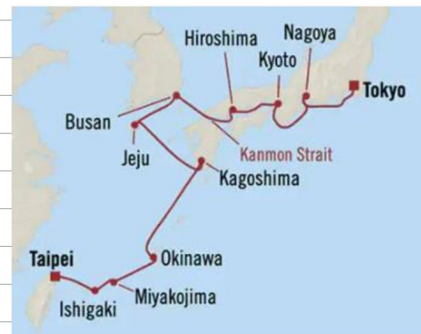 Nagoya
Hiroshima
Kyoto
Tokyo
Busan
Kanmon Strait
Jeju
Kagoshima
Taipei
Okinawa
Miyakojima
Ishigaki